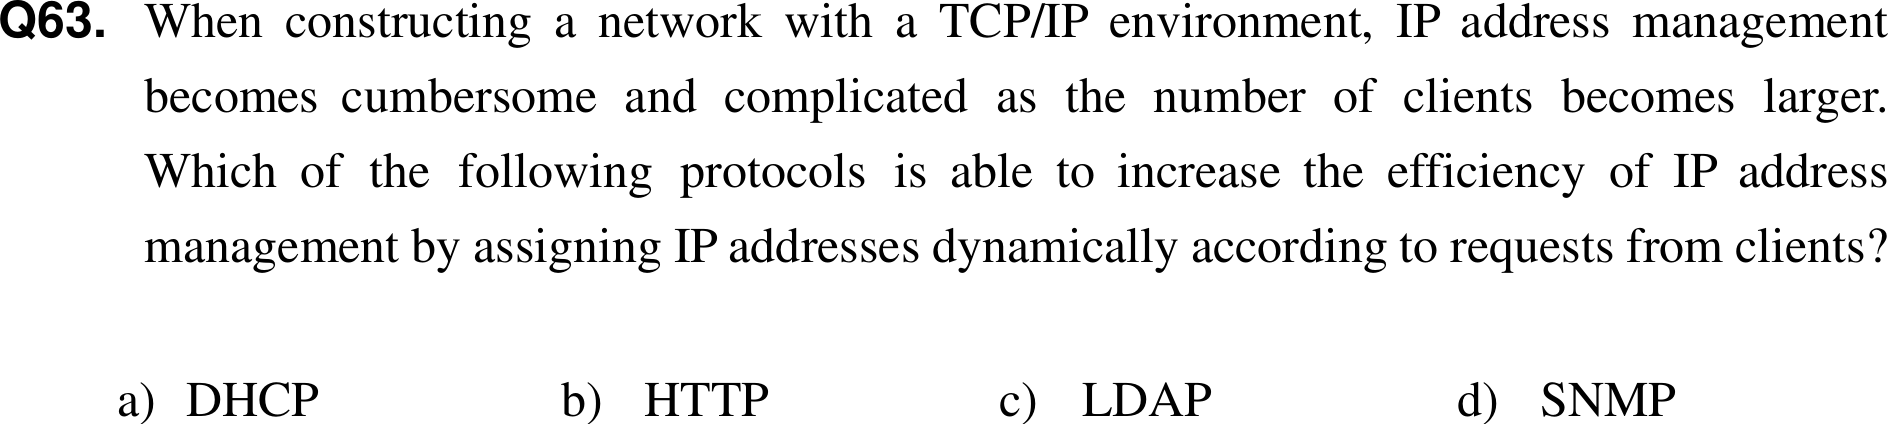 Q63. When constructing a network with a TCP/IP environment, IP address management
becomes cumbersome and complicated as the number of clients becomes larger.
Which of the following protocols is able to increase the efficiency of IP address
management by assigning IP addresses dynamically according to requests from clients?
a) DHCP b) HTTP c) LDAP d) SNMP